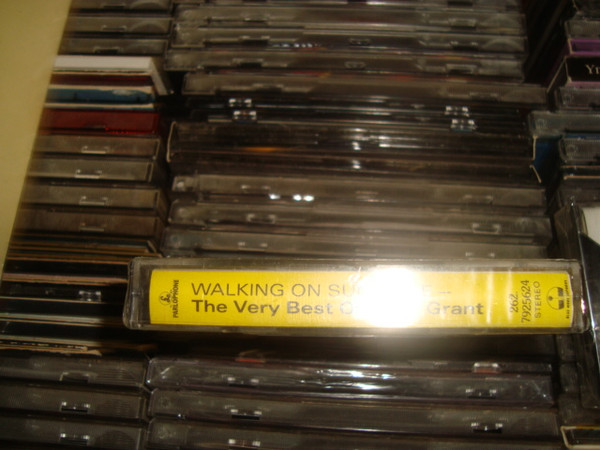 PARLOPHONE
WALKING ON SU
The Very Best Grant
262
7925624
STEREO